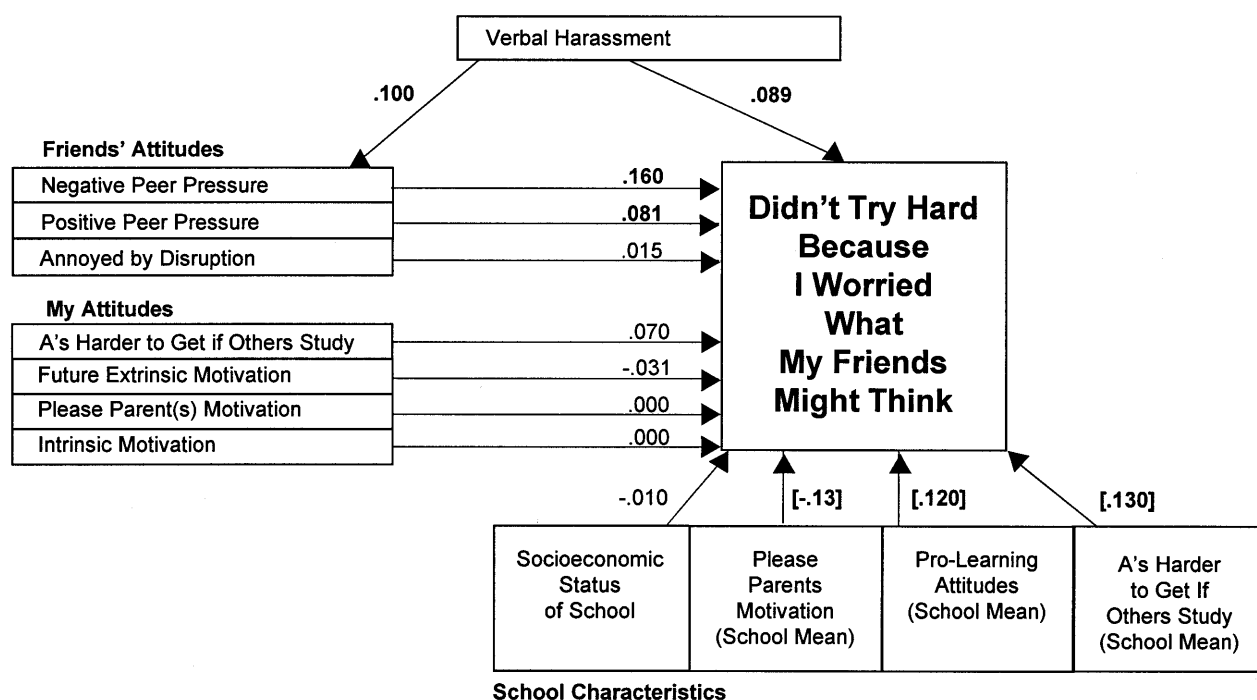 Verbal Harassment
.100
.089
Friends' Attitudes
Negative Peer Pressure
.160
Positive Peer Pressure
.081
Annoyed by Disruption
.015
Didn't Try Hard
Because
I Worried
What
My Friends
Might Think
My Attitudes
A's Harder to Get if Others Study
.070
Future Extrinsic Motivation
-.031
Please Parent(s) Motivation
.000
Intrinsic Motivation
.000
-.010
[-.13]
[.120]
[.130]
Socioeconomic
Status
of School
Please
Parents
Motivation
(School Mean)
Pro-Learning
Attitudes
(School Mean)
A's Harder
to Get If
Others Study
(School Mean)
School Characteristics